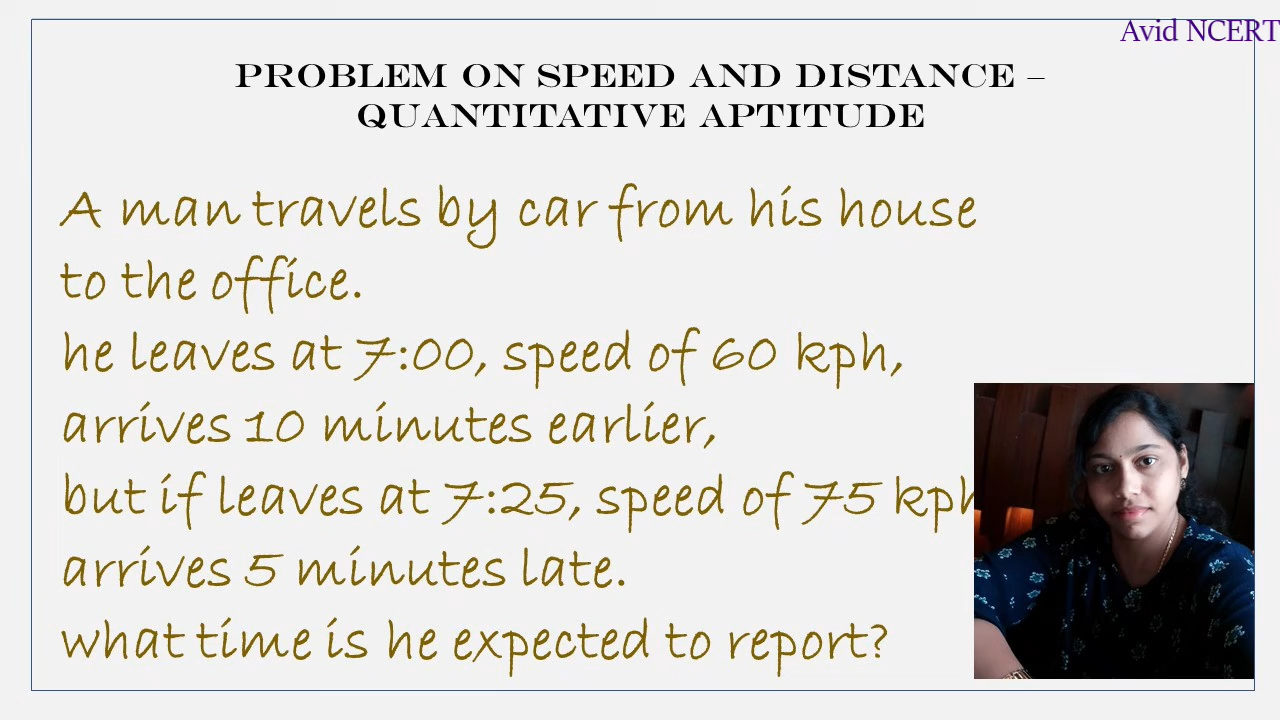 Avid NCERT
PROBLEM ON SPEED AND DISTANCE –
QUANTITATIVE APTITUDE
A man travels by car from his house
to the office.
he leaves at 7:00, speed of 60 kph,
arrives 10 minutes earlier,
but if leaves at 7:25, speed of 75 kph
arrives 5 minutes late.
what time is he expected to report?